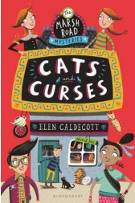 THE
MARSH
ROAD
MYSTERIES
CATS
and
CURSES
ELEN CALDECOTT
BLOOMSBURY